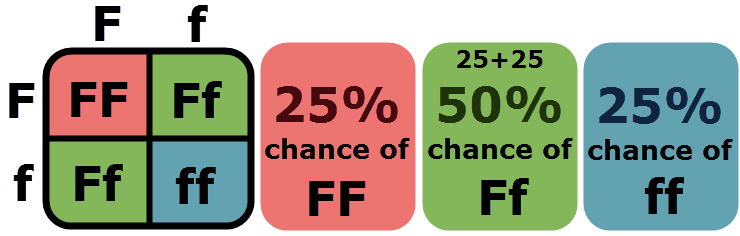 F f
F FF Ff
f Ff ff
25%
chance of
FF
25+25
50%
chance of
Ff
25%
chance of
ff